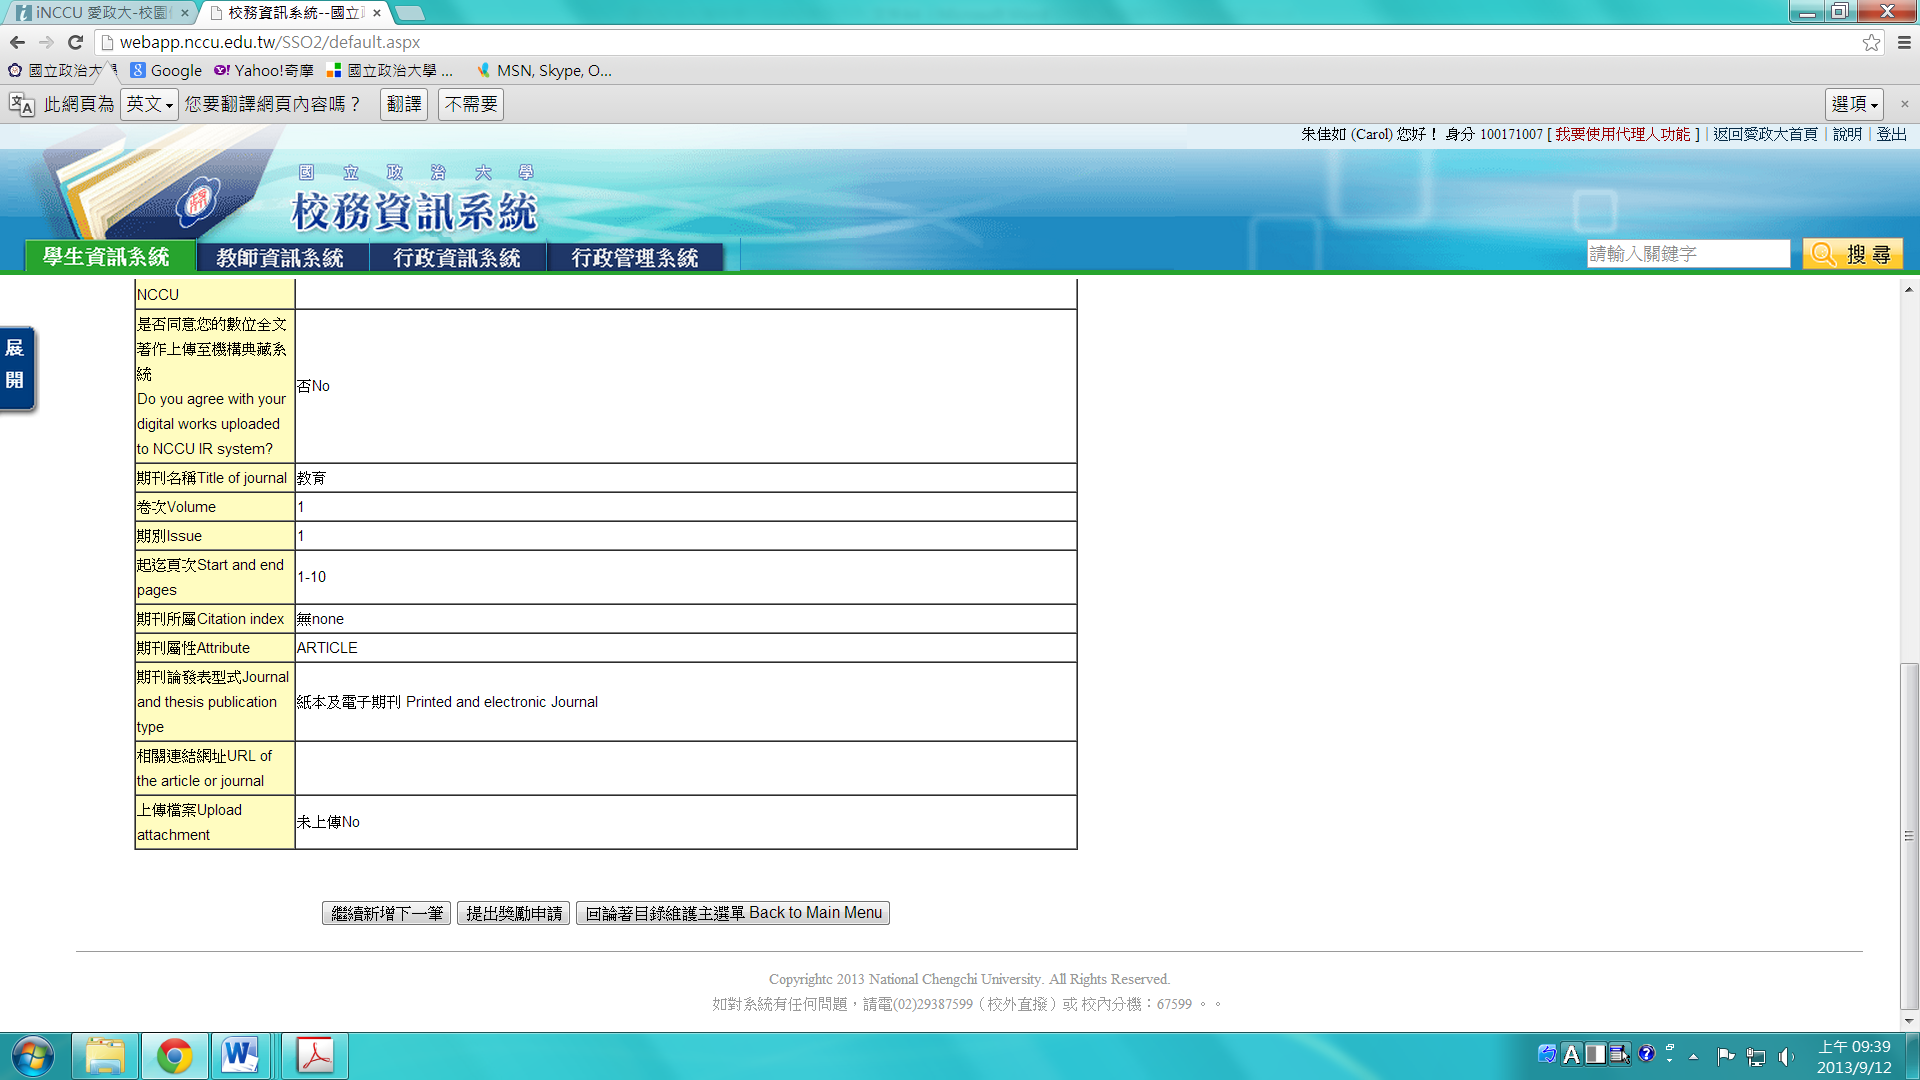 iNCCU 愛政大-校園
校務資訊系統--國立
webapp.nccu.edu.tw/SSO2/default.aspx
國立政治大 Google Yahoo!奇摩 國立政治大學 ... MSN, Skype, O...
此網頁為 英文 您要翻譯網頁內容嗎？ 翻譯 不需要 選項
朱佳如 (Carol) 您好！ 身分 100171007 [ 我要使用代理人功能 ] | 返回愛政大首頁 | 說明 | 登出
國立政治大學
校務資訊系統
學生資訊系統 教師資訊系統 行政資訊系統 行政管理系統 請輸入關鍵字 搜尋
展開
NCCU
是否同意您的數位全文
著作上傳至機構典藏系
統
Do you agree with your
digital works uploaded
to NCCU IR system?
否No
期刊名稱Title of journal 教育
卷次Volume 1
期別Issue 1
起迄頁次Start and end
pages
1-10
期刊所屬Citation index 無none
期刊屬性Attribute ARTICLE
期刊論發表型式Journal
and thesis publication
type
紙本及電子期刊 Printed and electronic Journal
相關連結網址URL of
the article or journal
上傳檔案Upload
attachment
未上傳No
繼續新增下一筆 提出獎勵申請 回論著目錄維護主選單 Back to Main Menu
Copyrightc 2013 National Chengchi University. All Rights Reserved.
如對系統有任何問題，請電(02)29387599（校外直撥）或 校內分機：67599 。。
上午 09:39
2013/9/12